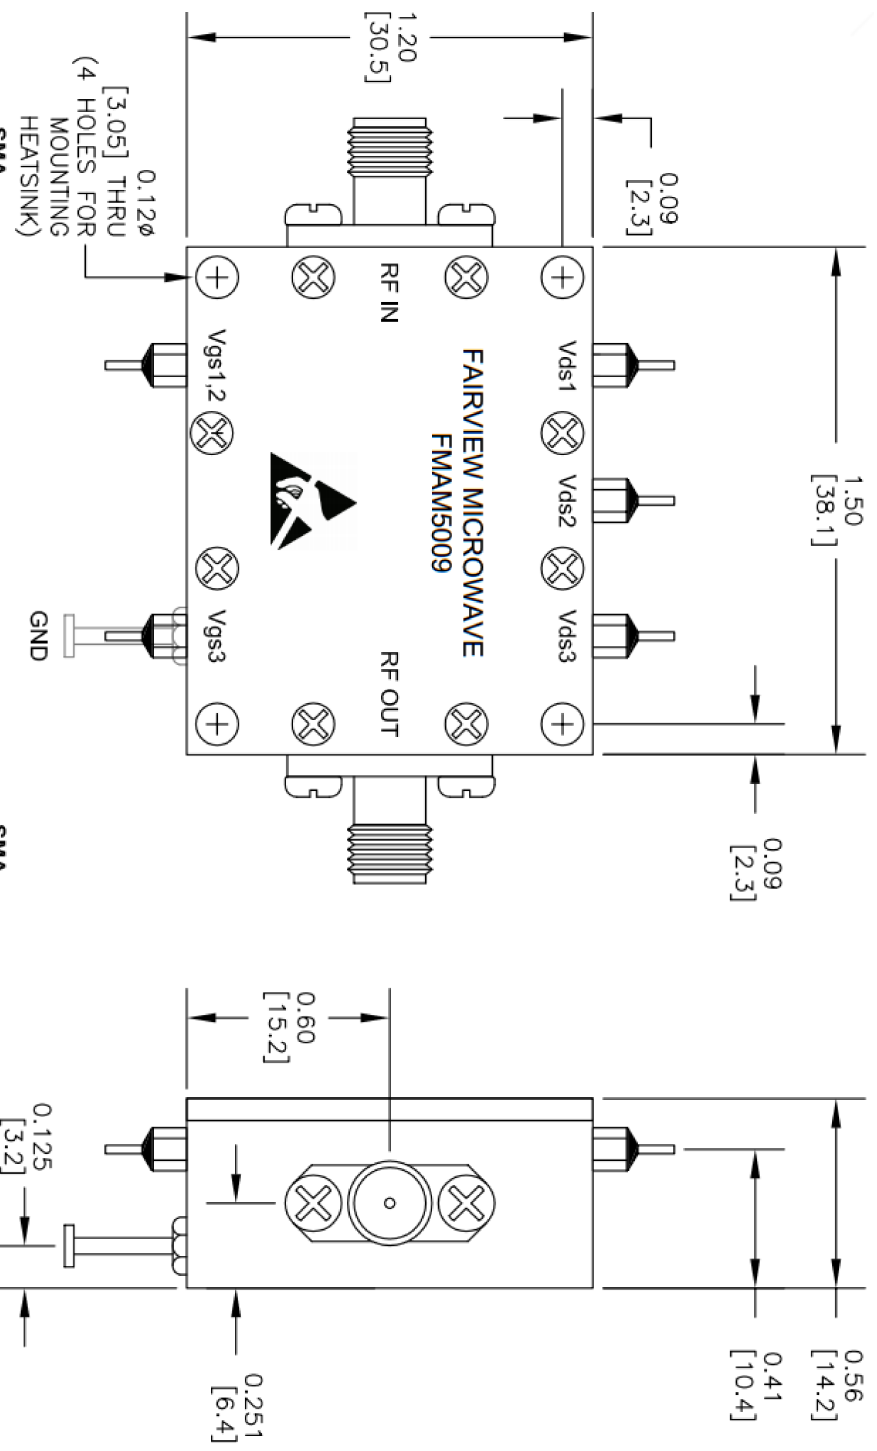 0.09
[2.3]
1.50
[38.1]
0.09
[2.3]
1.20
[30.5]
Vds1
Vds2
Vds3
FAIRVIEW MICROWAVE
FMAM5009
RF IN
RF OUT
Vgs1,2
Vgs3
0.12ø
[3.05] THRU
(4 HOLES FOR
MOUNTING
HEATSINK)
GND
SMA
SMA
0.56
[14.2]
0.41
[10.4]
0.60
[15.2]
0.251
[6.4]
0.125
[3.2]